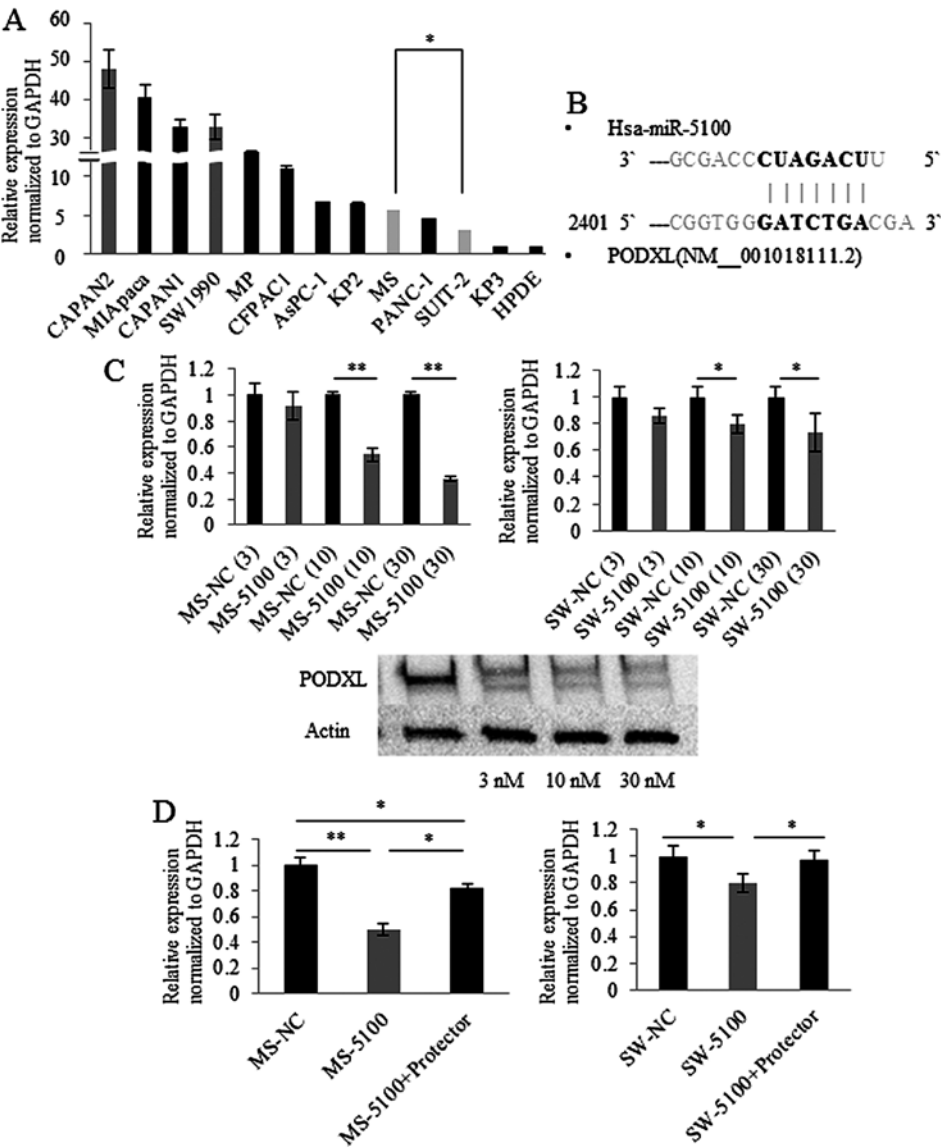 A
Relative expression
normalized to GAPDH
60
50
40
30
10
5
0
*
CAPAN2
MIApaca
CAPAN1
SW1990
MP
CFPAC1
AsPC-1
KP2
MS
PANC-1
SUIT-2
KP3
HPDE
B
• Hsa-miR-5100
3` ---GCGACCCUAGACUU 5`
2401 5` ---CGGTGGGATCTGACGA 3`
• PODXL(NM__001018111.2)
C
Relative expression
normalized to GAPDH
1.2
1
0.8
0.6
0.4
0.2
0
** **
MS-NC (3)
MS-5100 (3)
MS-NC (10)
MS-5100 (10)
MS-NC (30)
MS-5100 (30)
Relative expression
normalized to GAPDH
1.2
1
0.8
0.6
0.4
0.2
0
* *
SW-NC (3)
SW-5100 (3)
SW-NC (10)
SW-5100 (10)
SW-NC (30)
SW-5100 (30)
PODXL
Actin
3 nM 10 nM 30 nM
D
Relative expression
normalized to GAPDH
1.2
1
0.8
0.6
0.4
0.2
0
*
** *
MS-NC
MS-5100
MS-5100+Protector
Relative expression
normalized to GAPDH
1.2
1
0.8
0.6
0.4
0.2
0
* *
SW-NC
SW-5100
SW-5100+Protector